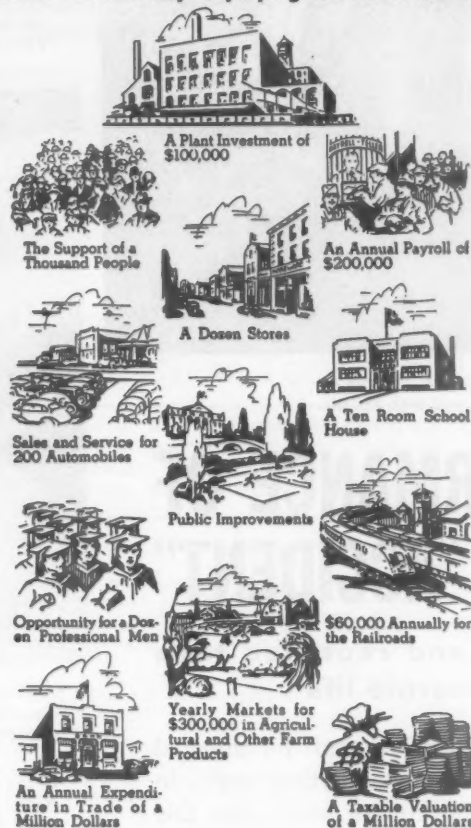 A Plant Investment of
$100,000
The Support of a
Thousand People
An Annual Payroll of
$200,000
A Dozen Stores
Sales and Service for
200 Automobiles
A Ten Room School
House
Public Improvements
Opportunity for a Doz-
en Professional Men
$60,000 Annually for
the Railroads
Yearly Markets for
$300,000 in Agricul-
tural and Other Farm
Products
An Annual Expendi-
ture in Trade of a
Million Dollars
A Taxable Valuation
of a Million Dollars